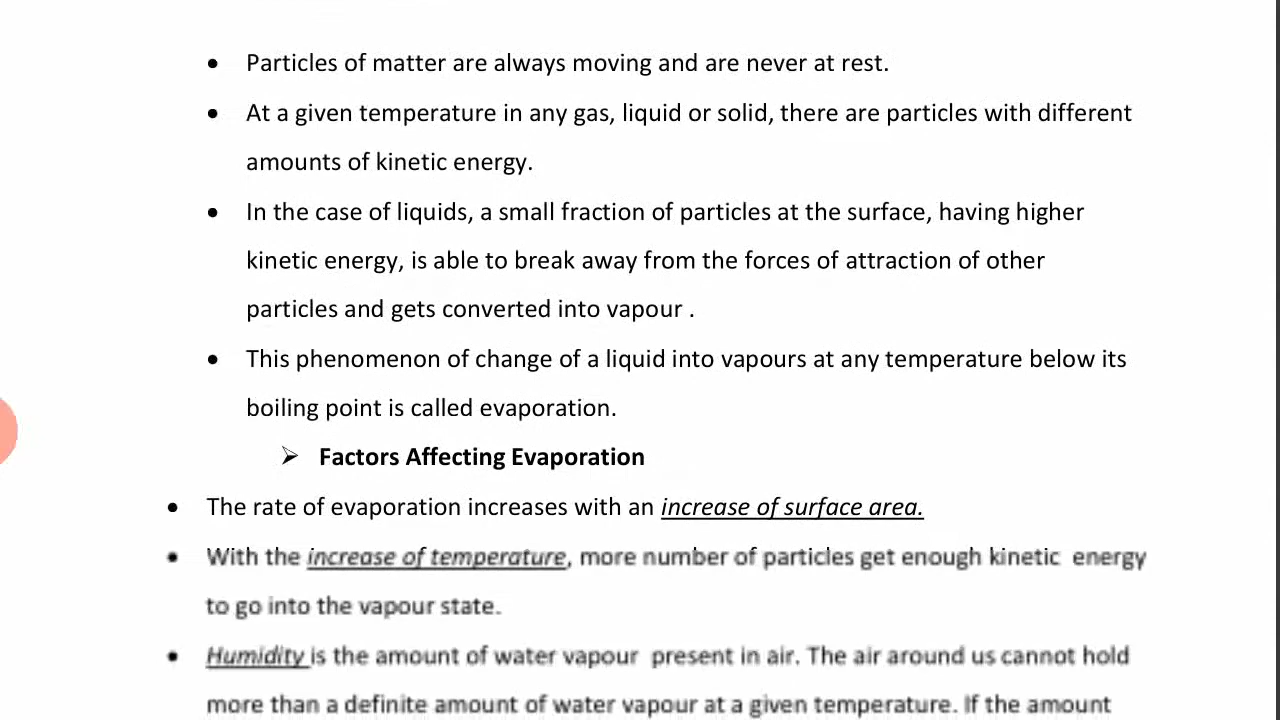 • Particles of matter are always moving and are never at rest.
• At a given temperature in any gas, liquid or solid, there are particles with different
amounts of kinetic energy.
• In the case of liquids, a small fraction of particles at the surface, having higher
kinetic energy, is able to break away from the forces of attraction of other
particles and gets converted into vapour .
• This phenomenon of change of a liquid into vapours at any temperature below its
boiling point is called evaporation.
➢ Factors Affecting Evaporation
• The rate of evaporation increases with an increase of surface area.
• With the increase of temperature, more number of particles get enough kinetic  energy
to go into the vapour state.
• Humidity is the amount of water vapour  present in air. The air around us cannot hold
more than a definite amount of water vapour at a given temperature. If the amount